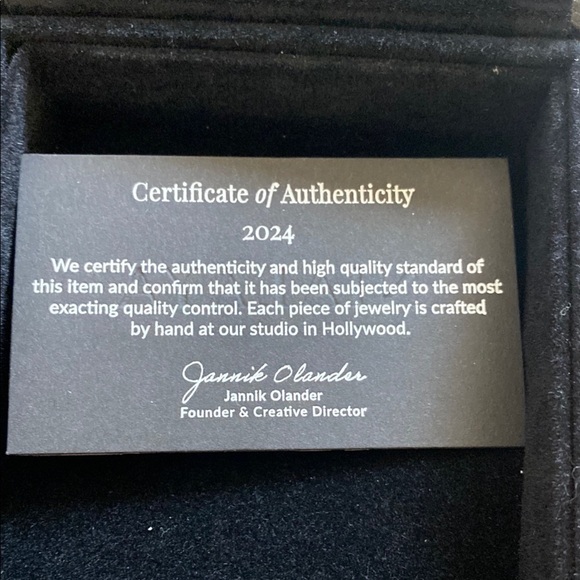 Certificate of Authenticity
2024
We certify the authenticity and high quality standard of
this item and confirm that it has been subjected to the most
exacting quality control. Each piece of jewelry is crafted
by hand at our studio in Hollywood.
Jannik Olander
Jannik Olander
Founder & Creative Director